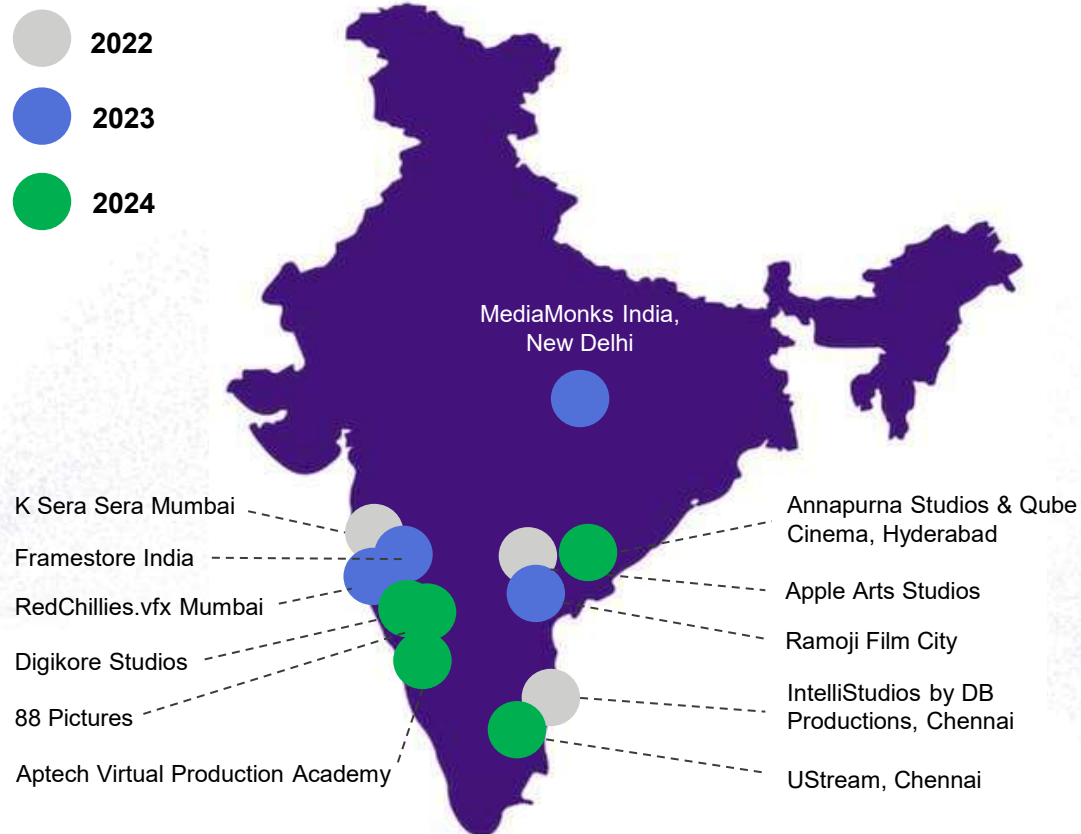 2022
2023
2024
MediaMonks India,
New Delhi
K Sera Sera Mumbai
Framestore India
RedChillies.vfx Mumbai
Digikore Studios
88 Pictures
Aptech Virtual Production Academy
Annapurna Studios & Qube
Cinema, Hyderabad
Apple Arts Studios
Ramoji Film City
IntelliStudios by DB
Productions, Chennai
UStream, Chennai